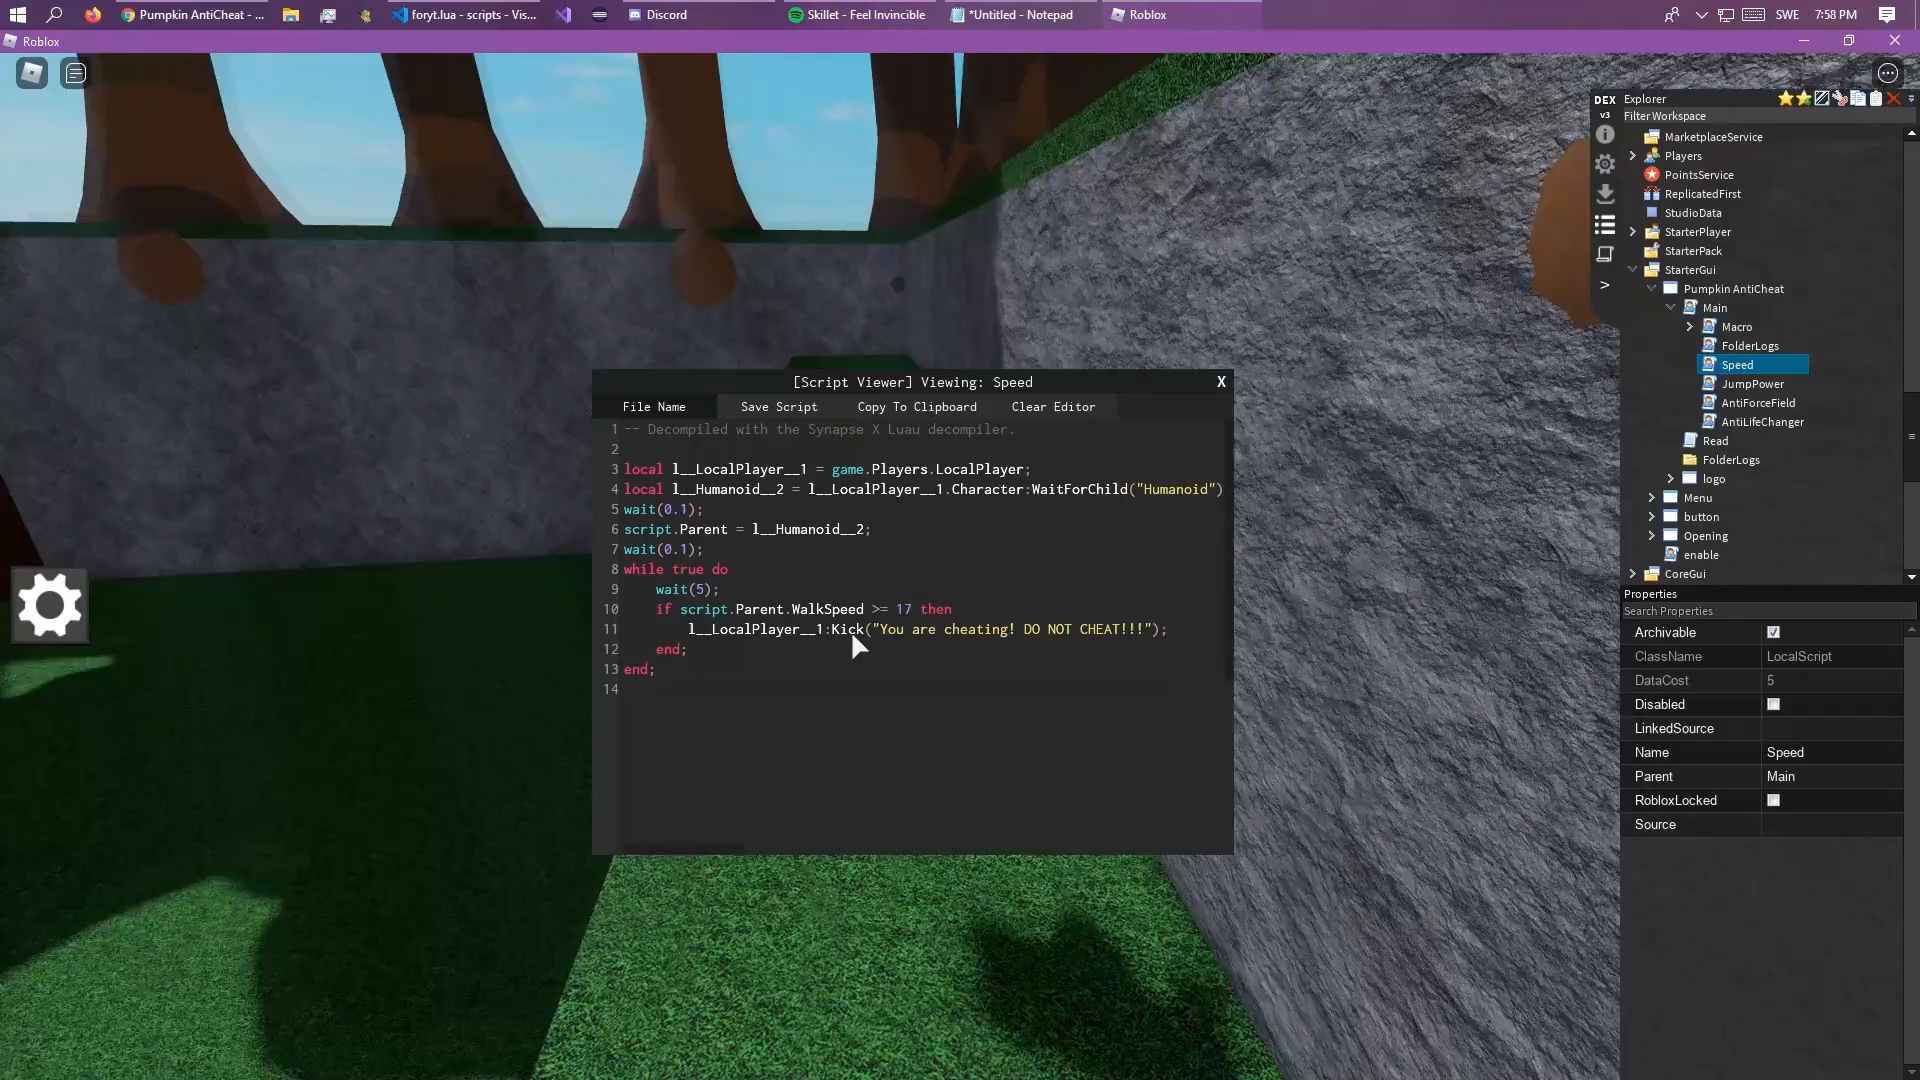 Pumpkin AntiCheat - ...
foryt.lua - scripts - Vis...
Discord
Skillet - Feel Invincible
*Untitled - Notepad
Roblox
SWE
7:58 PM
Roblox
DEX
v3
Explorer
Filter Workspace
MarketplaceService
Players
PointsService
ReplicatedFirst
StudioData
StarterPlayer
StarterPack
StarterGui
Pumpkin AntiCheat
Main
Macro
FolderLogs
Speed
JumpPower
AntiForceField
AntiLifeChanger
Read
FolderLogs
logo
Menu
button
Opening
enable
CoreGui
[Script Viewer] Viewing: Speed
X
File Name
Save Script
Copy To Clipboard
Clear Editor
1 -- Decompiled with the Synapse X Luau decompiler.
2
3 local l__LocalPlayer__1 = game.Players.LocalPlayer;
4 local l__Humanoid__2 = l__LocalPlayer__1.Character:WaitForChild("Humanoid")
5 wait(0.1);
6 script.Parent = l__Humanoid__2;
7 wait(0.1);
8 while true do
9 wait(5);
10 if script.Parent.WalkSpeed >= 17 then
11 l__LocalPlayer__1:Kick("You are cheating! DO NOT CHEAT!!!");
12 end;
13 end;
14
Properties
Search Properties
Archivable
ClassName LocalScript
DataCost 5
Disabled
LinkedSource
Name Speed
Parent Main
RobloxLocked
Source